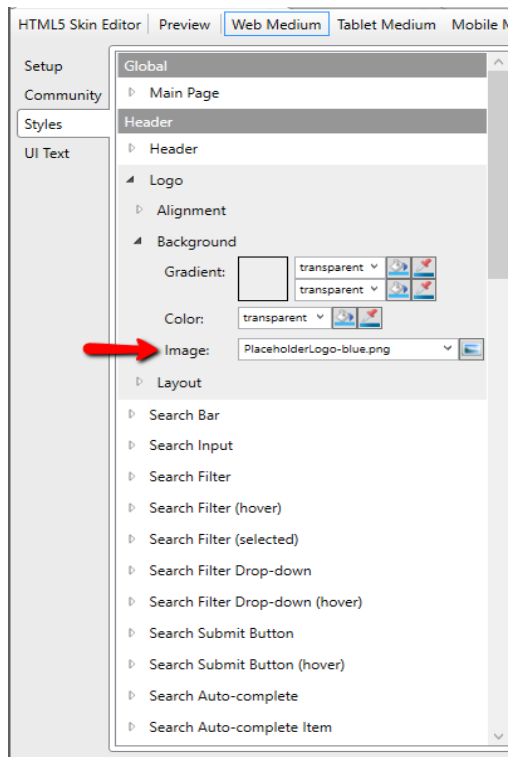 HTML5 Skin Editor Preview Web Medium Tablet Medium Mobile
Setup
Community
Styles
UI Text
Global
Main Page
Header
Header
Logo
Alignment
Background
Gradient: transparent
transparent
Color: transparent
Image: PlaceholderLogo-blue.png
Layout
Search Bar
Search Input
Search Filter
Search Filter (hover)
Search Filter (selected)
Search Filter Drop-down
Search Filter Drop-down (hover)
Search Submit Button
Search Submit Button (hover)
Search Auto-complete
Search Auto-complete Item